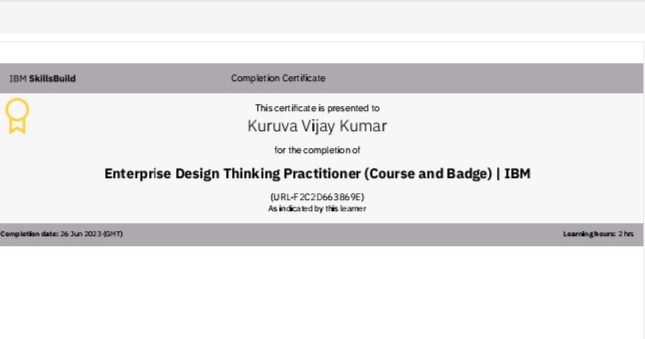 IBM SkillsBuild
Completion Certificate
This certificate is presented to
Kuruva Vijay Kumar
for the completion of
Enterprise Design Thinking Practitioner (Course and Badge) | IBM
(URL-F2C2D663869E)
As indicated by this learner
Completion date: 26 Jun 2023 (GMT)
Learning hours: 2 hrs